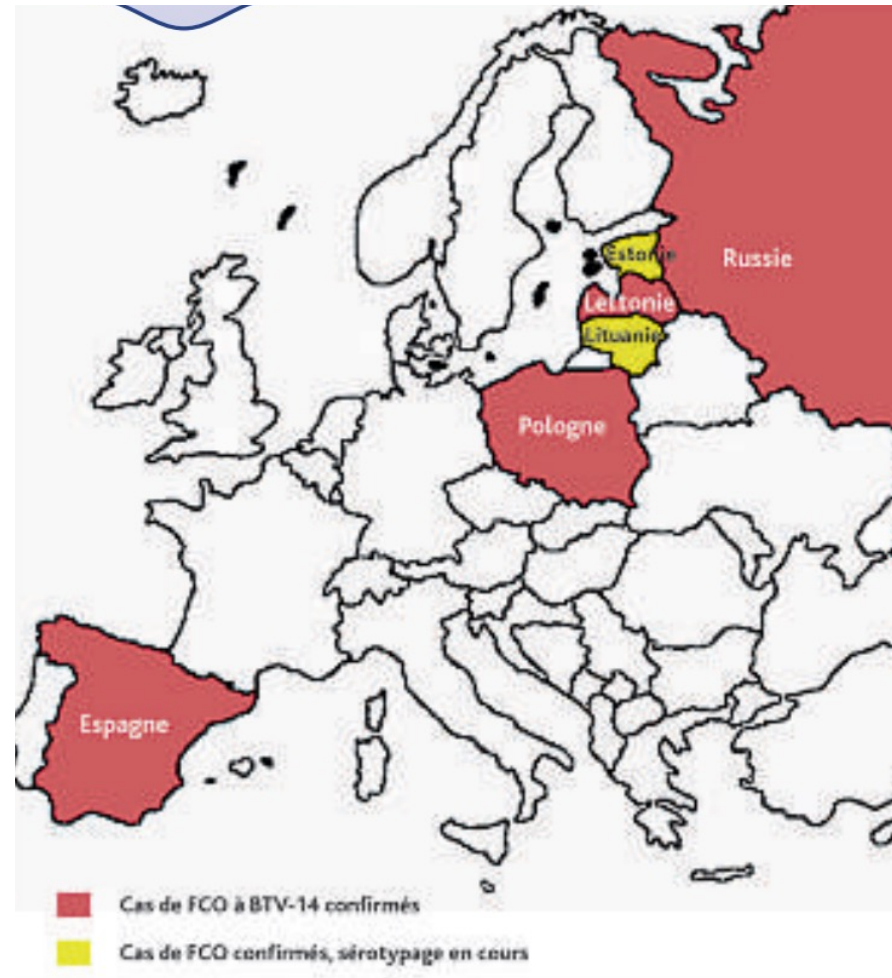 Estonie
Russie
Lettonie
Lituanie
Pologne
Espagne
Cas de FCO à BTV-14 confirmés
Cas de FCO confirmés, sérotypage en cours